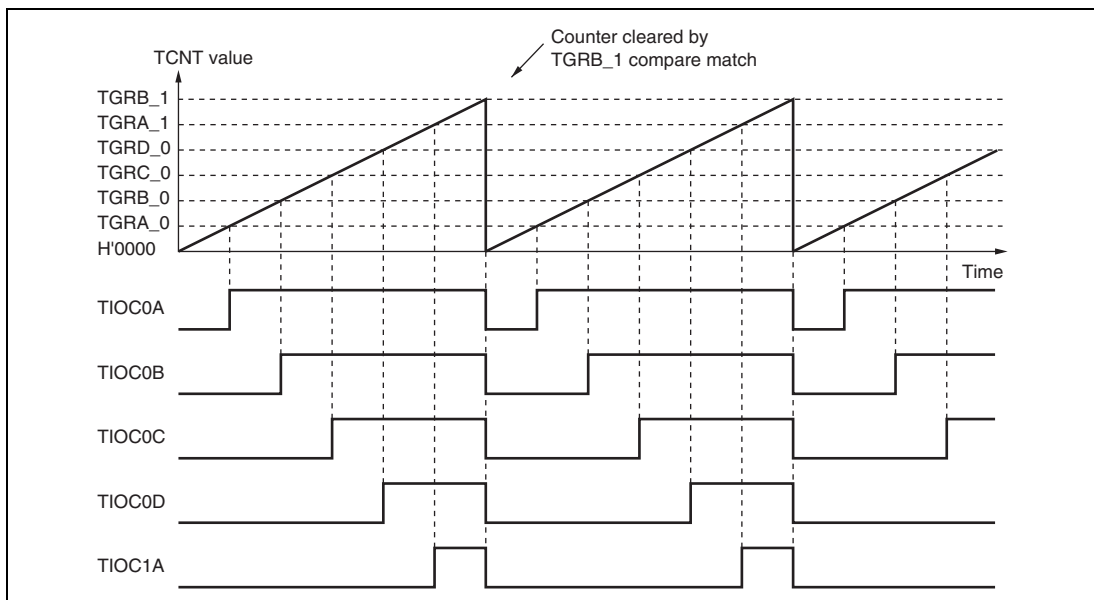 Counter cleared by
TGRB_1 compare match
TCNT value
TGRB_1
TGRA_1
TGRD_0
TGRC_0
TGRB_0
TGRA_0
H'0000
Time
TIOC0A
TIOC0B
TIOC0C
TIOC0D
TIOC1A